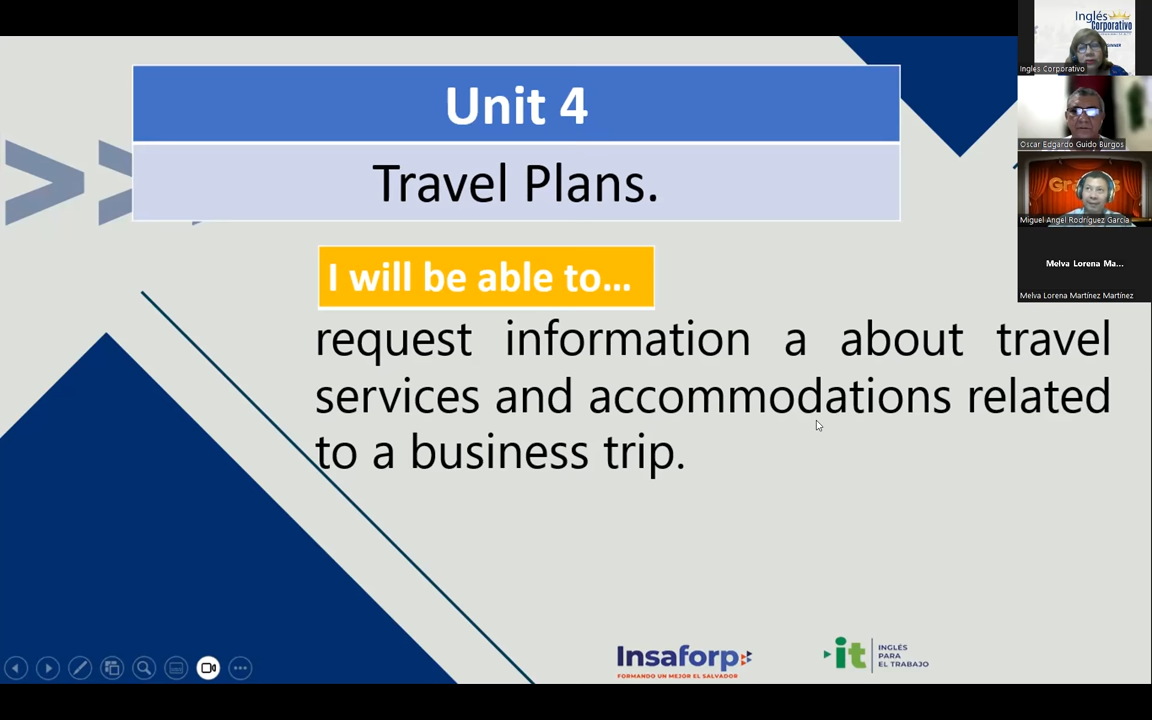 Unit 4
Travel Plans.
I will be able to...
request information a about travel
services and accommodations related
to a business trip.
Insaforp
FORMANDO UN MEJOR EL SALVADOR
it
INGLÉS
PARA
EL TRABAJO
Inglés
Corporativo
Inglés Corporativo
Oscar Edgardo Guido Burgos
Miguel Angel Rodríguez García
Melva Lorena Ma...
Melva Lorena Martínez Martínez